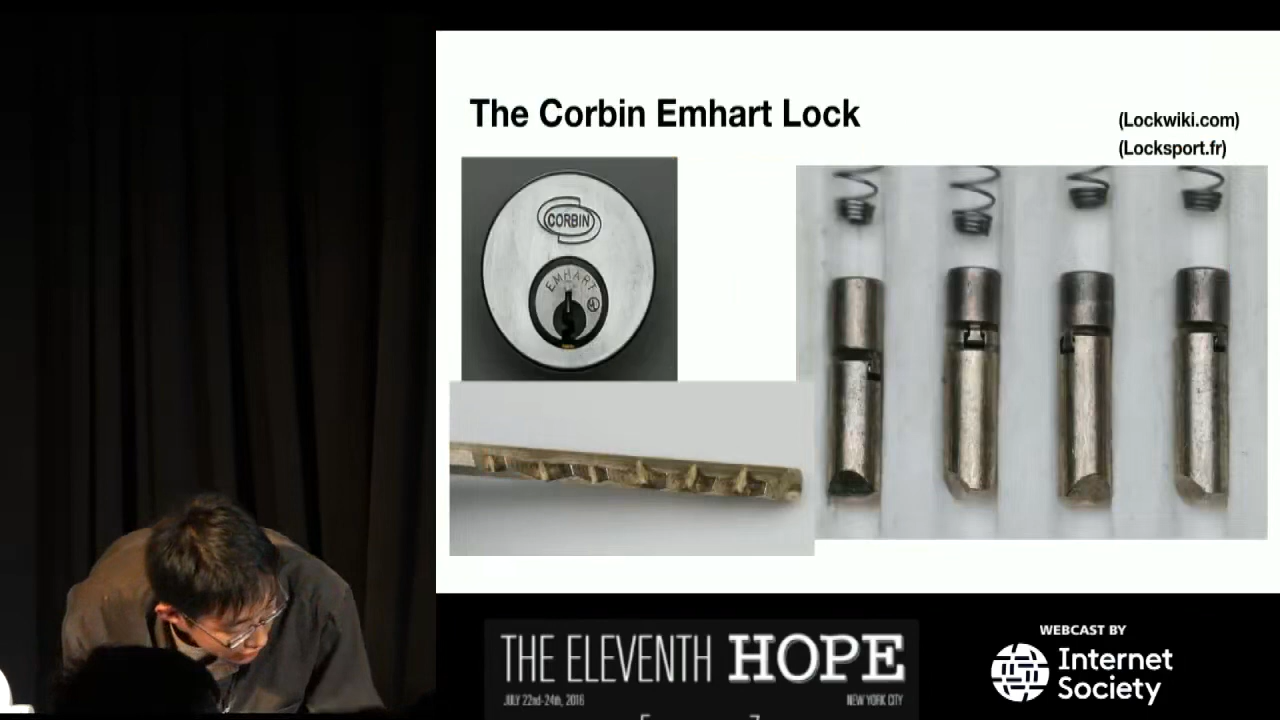 The Corbin Emhart Lock
(Lockwiki.com)
(Locksport.fr)
CORBIN
EMHART
UL
THE ELEVENTH HOPE
JULY 22nd-24th, 2016
NEW YORK CITY
WEBCAST BY
Internet
Society